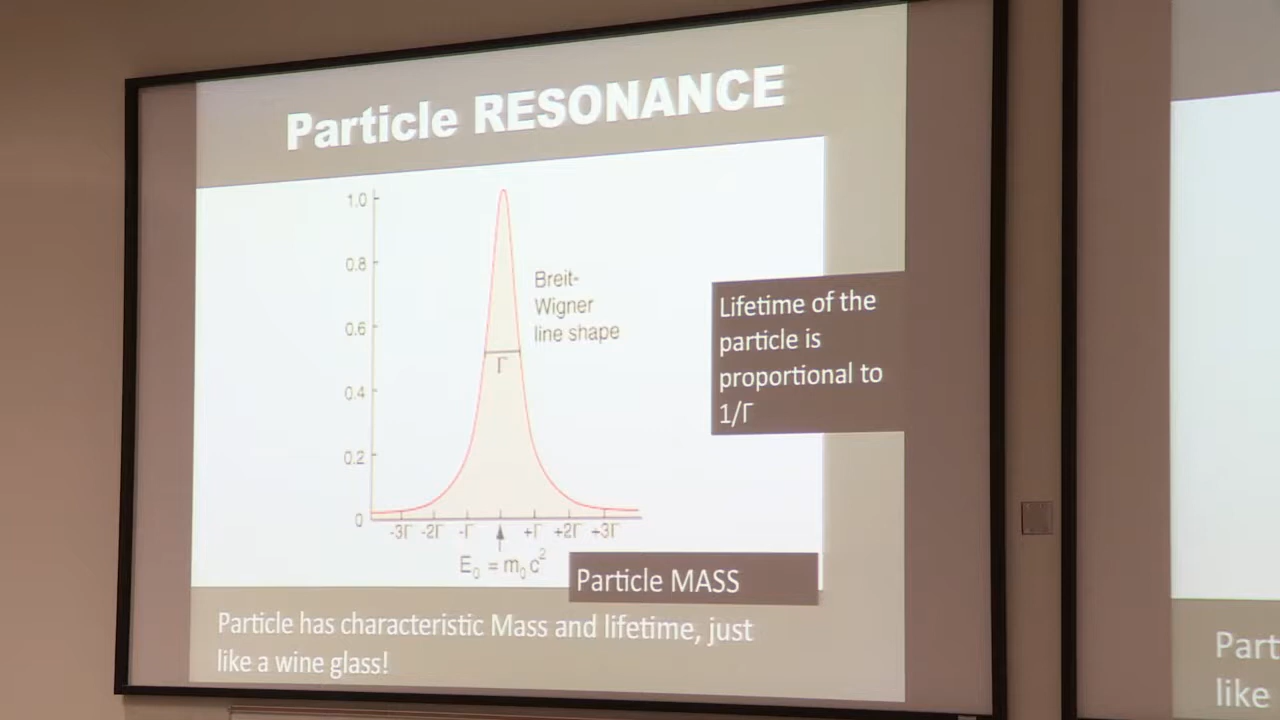 Particle RESONANCE
1.0
0.8
0.6
0.4
0.2
0
Breit-
Wigner
line shape
Γ
-3Γ -2Γ -Γ +Γ +2Γ +3Γ
E₀ = m₀c²
Lifetime of the
particle is
proportional to
1/Γ
Particle MASS
Particle has characteristic Mass and lifetime, just
like a wine glass!
Part
like